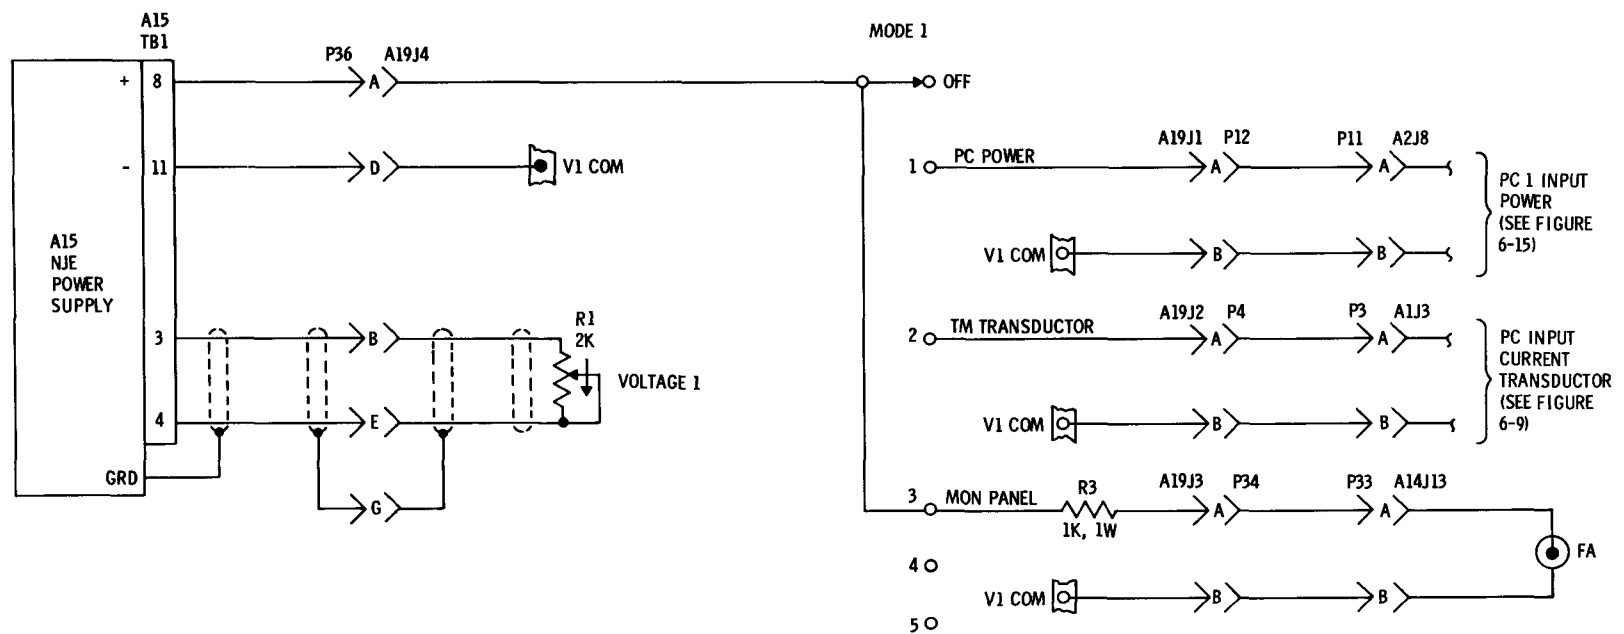 A15
TB1
MODE 1
P36 A19J4
+ 8 A OFF
A19J1 P12 P11 A2J8
- 11 D V1 COM
1 PC POWER A A
PC 1 INPUT
POWER
(SEE FIGURE
6-15)
V1 COM B B
A15
NJE
POWER
SUPPLY
R1
2K
3 B
VOLTAGE 1
4 E
GRD
G
A19J2 P4 P3 A1J3
2 TM TRANSDUCTOR A A
PC INPUT
CURRENT
TRANSDUCTOR
(SEE FIGURE
6-9)
V1 COM B B
R3 A19J3 P34 P33 A14J13
3 MON PANEL A A
1K, 1W
FA
4
V1 COM B B
5